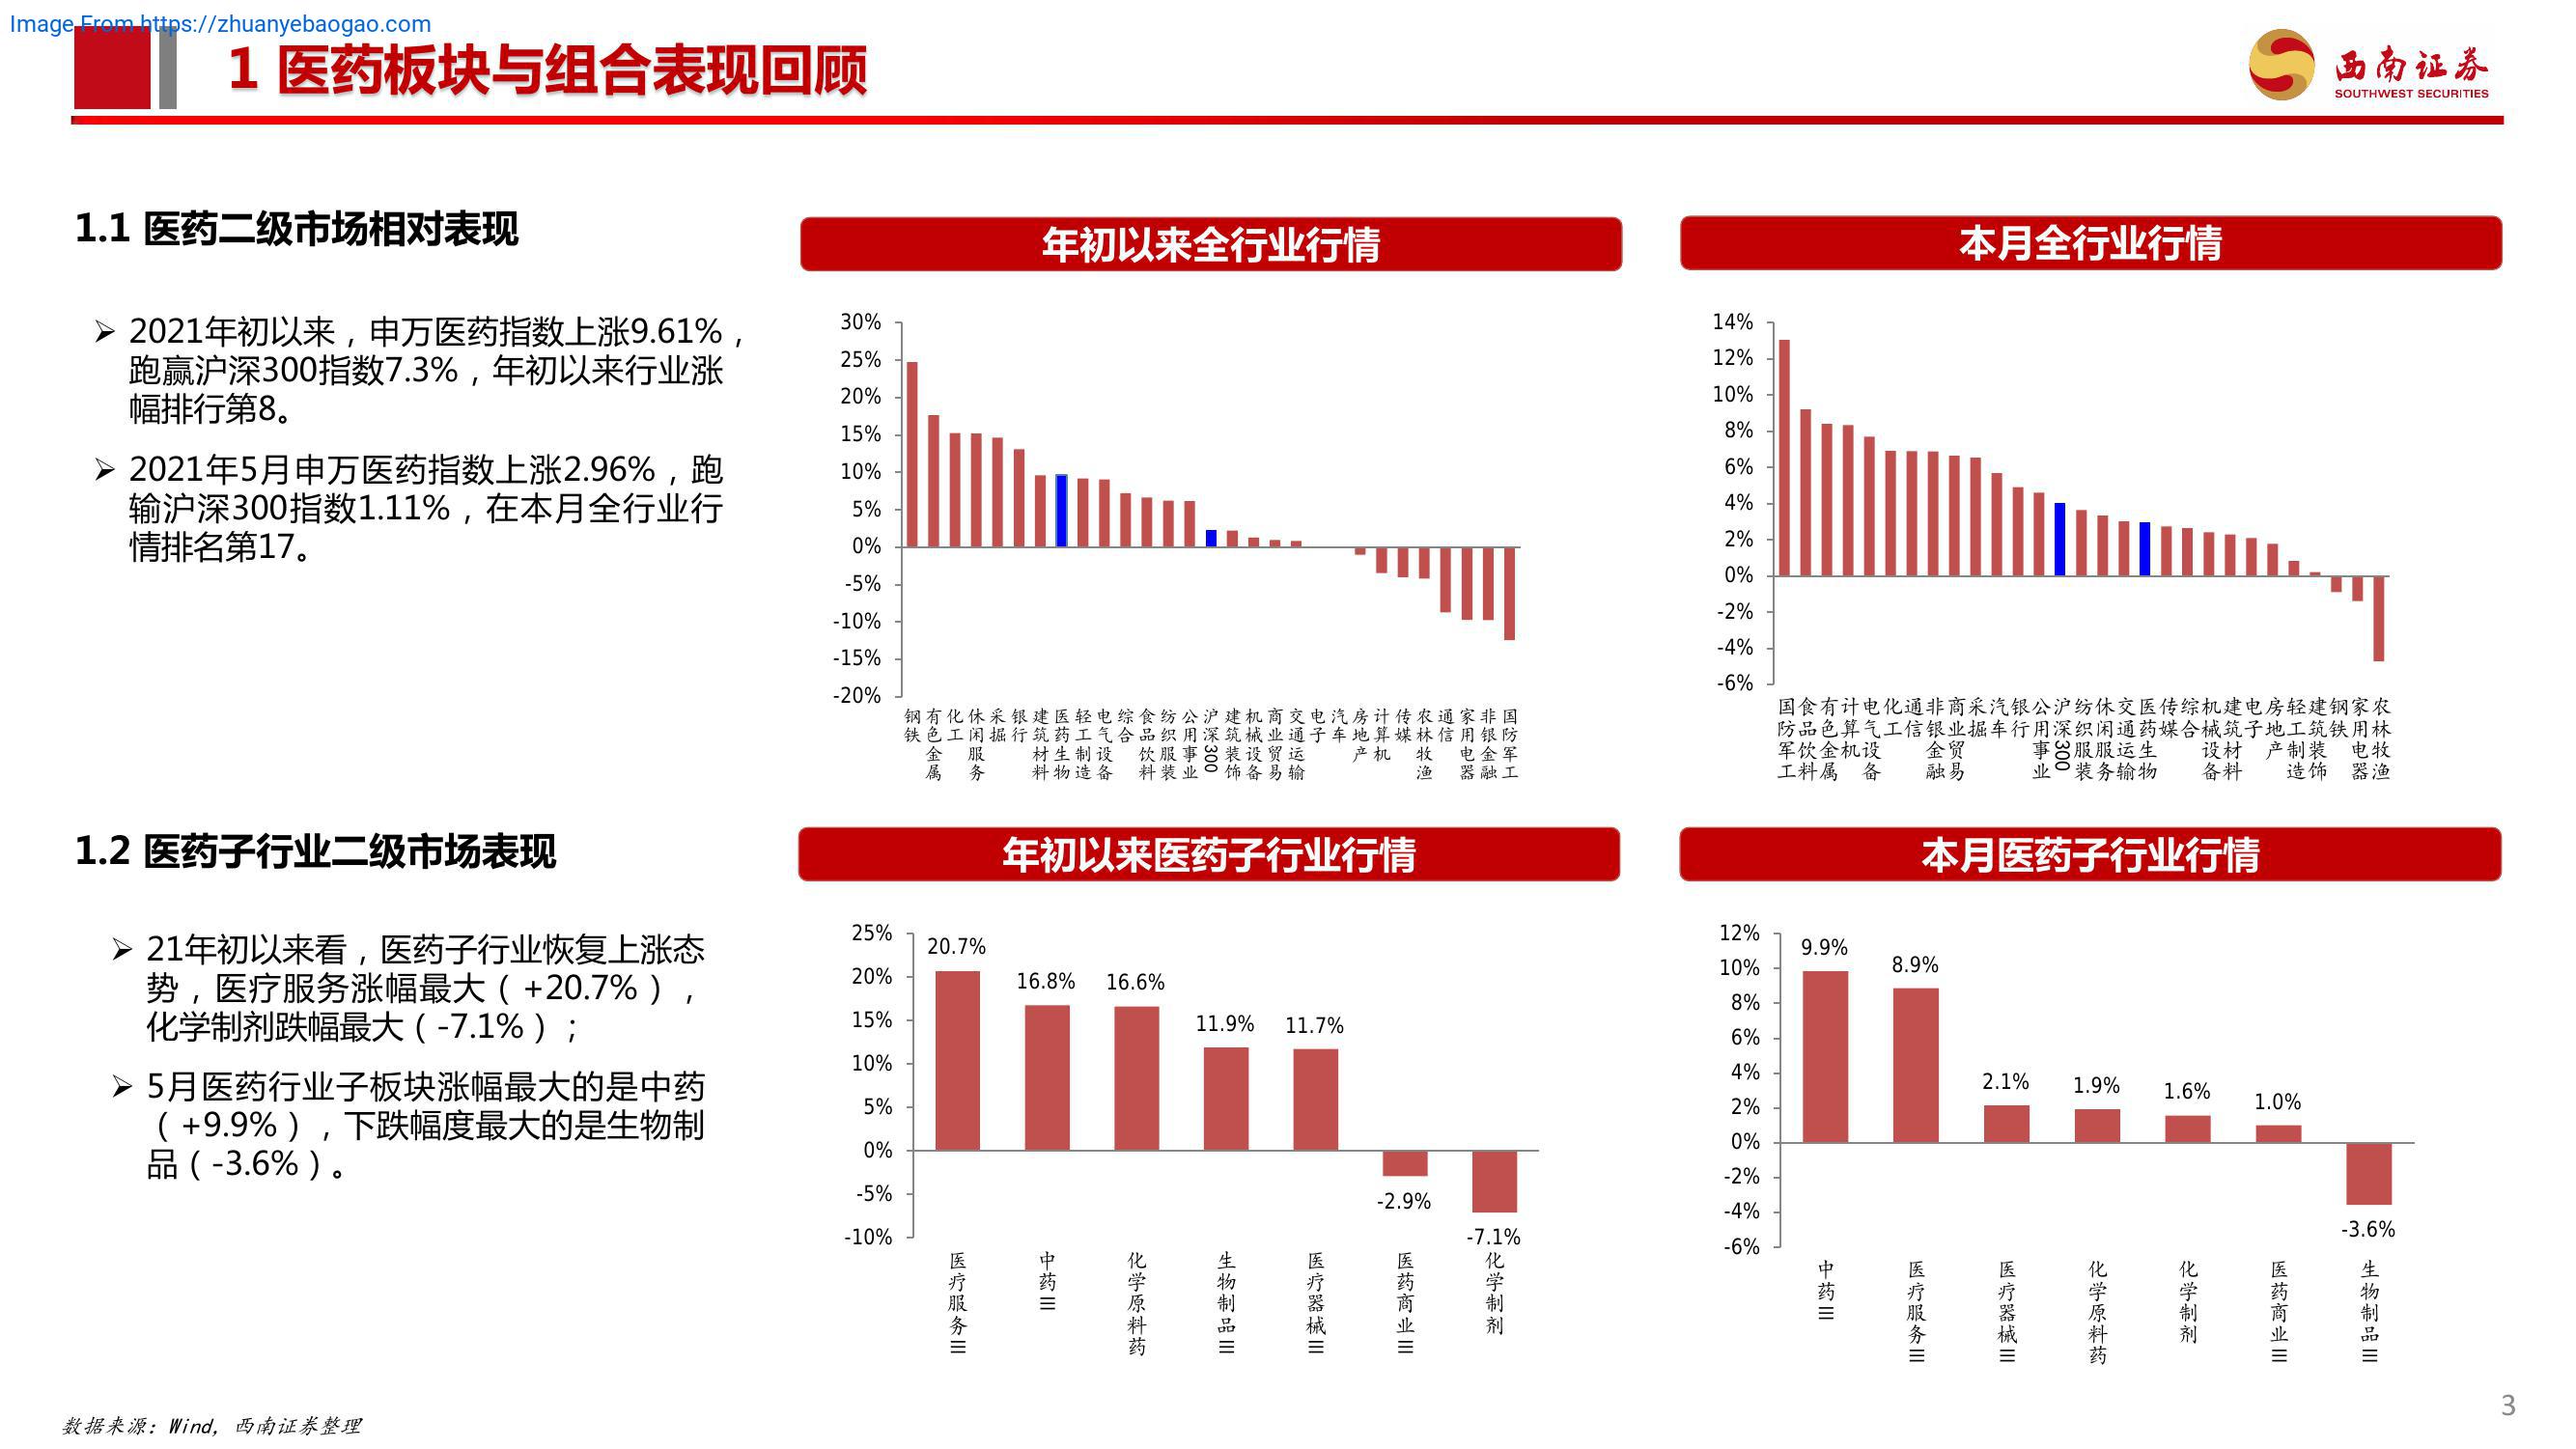 Image From https://zhuanyebaogao.com
1 医药板块与组合表现回顾
西南证券
SOUTHWEST SECURITIES
1.1 医药二级市场相对表现
➢ 2021年初以来，申万医药指数上涨9.61%，
跑赢沪深300指数7.3%，年初以来行业涨
幅排行第8。
➢ 2021年5月申万医药指数上涨2.96%，跑
输沪深300指数1.11%，在本月全行业行
情排名第17。
年初以来全行业行情
30%
25%
20%
15%
10%
5%
0%
-5%
-10%
-15%
-20%
钢铁
有色金属
化工
休闲服务
采掘
银行
建筑材料
医药生物
轻工制造
电气设备
综合
食品饮料
纺织服装
公用事业
沪深300
建筑装饰
机械设备
商业贸易
交通运输
电子
汽车
房地产
计算机
传媒
农林牧渔
通信
家用电器
非银金融
国防军工
本月全行业行情
14%
12%
10%
8%
6%
4%
2%
0%
-2%
-4%
-6%
国防军工
食品饮料
有色金属
计算机
电气设备
化工
通信
非银金融
商业贸易
采掘
汽车
银行
公用事业
沪深300
纺织服装
休闲服务
交通运输
医药生物
传媒
综合
机械设备
建筑材料
电子
房地产
轻工制造
建筑装饰
钢铁
家用电器
农林牧渔
1.2 医药子行业二级市场表现
➢ 21年初以来看，医药子行业恢复上涨态
势，医疗服务涨幅最大（+20.7%），
化学制剂跌幅最大（-7.1%）；
➢ 5月医药行业子板块涨幅最大的是中药
（+9.9%），下跌幅度最大的是生物制
品（-3.6%）。
年初以来医药子行业行情
25%
20%
15%
10%
5%
0%
-5%
-10%
20.7%
16.8%
16.6%
11.9%
11.7%
-2.9%
-7.1%
医疗服务Ⅲ
中药Ⅲ
化学原料药
生物制品Ⅲ
医疗器械Ⅲ
医药商业Ⅲ
化学制剂
本月医药子行业行情
12%
10%
8%
6%
4%
2%
0%
-2%
-4%
-6%
9.9%
8.9%
2.1%
1.9%
1.6%
1.0%
-3.6%
中药Ⅲ
医疗服务Ⅲ
医疗器械Ⅲ
化学原料药
化学制剂
医药商业Ⅲ
生物制品Ⅲ
数据来源：Wind，西南证券整理
3